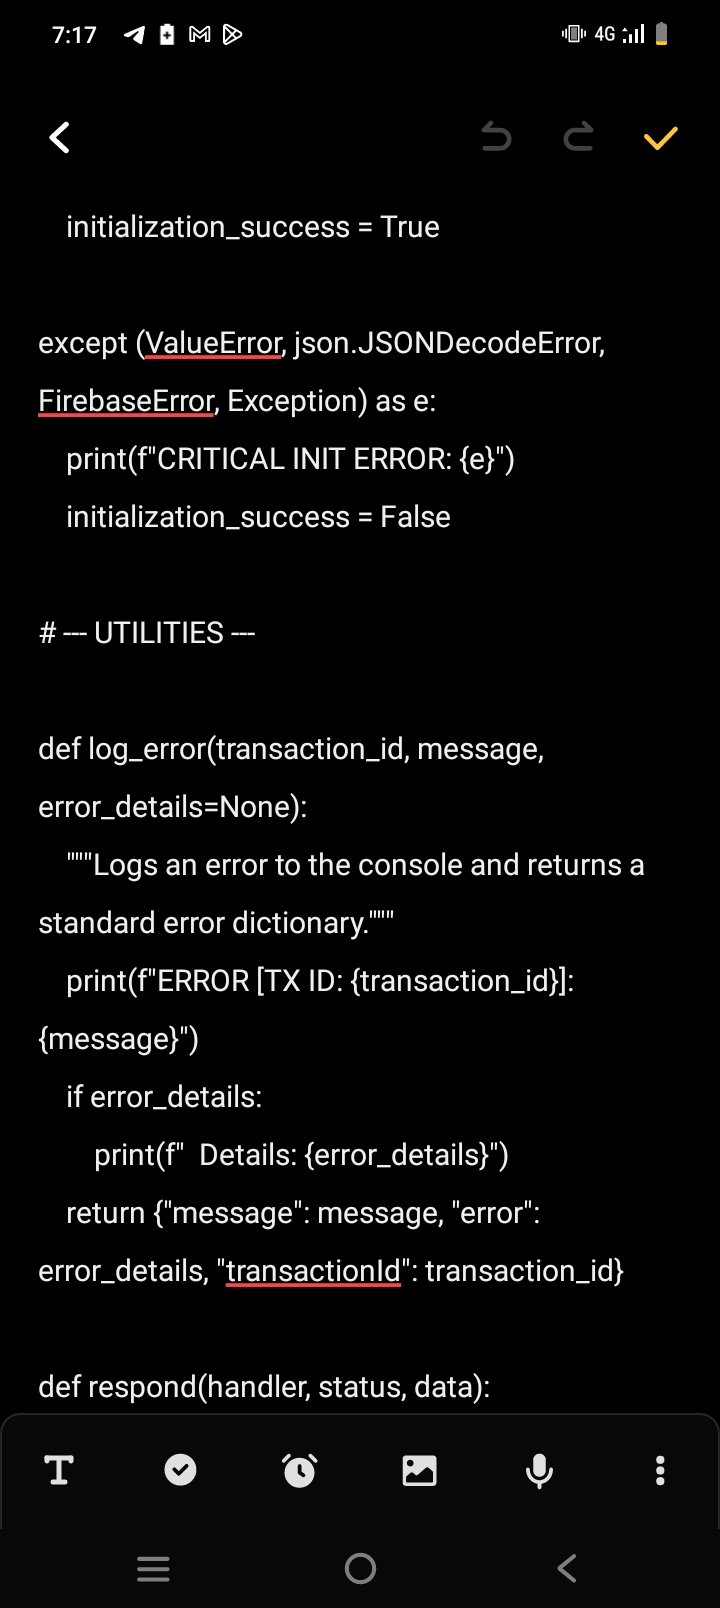 7:17
4G
initialization_success = True
except (ValueError, json.JSONDecodeError,
FirebaseError, Exception) as e:
    print(f"CRITICAL INIT ERROR: {e}")
    initialization_success = False
# --- UTILITIES ---
def log_error(transaction_id, message,
error_details=None):
    """Logs an error to the console and returns a
standard error dictionary."""
    print(f"ERROR [TX ID: {transaction_id}]:
{message}")
    if error_details:
        print(f"  Details: {error_details}")
    return {"message": message, "error":
error_details, "transactionId": transaction_id}
def respond(handler, status, data):
T